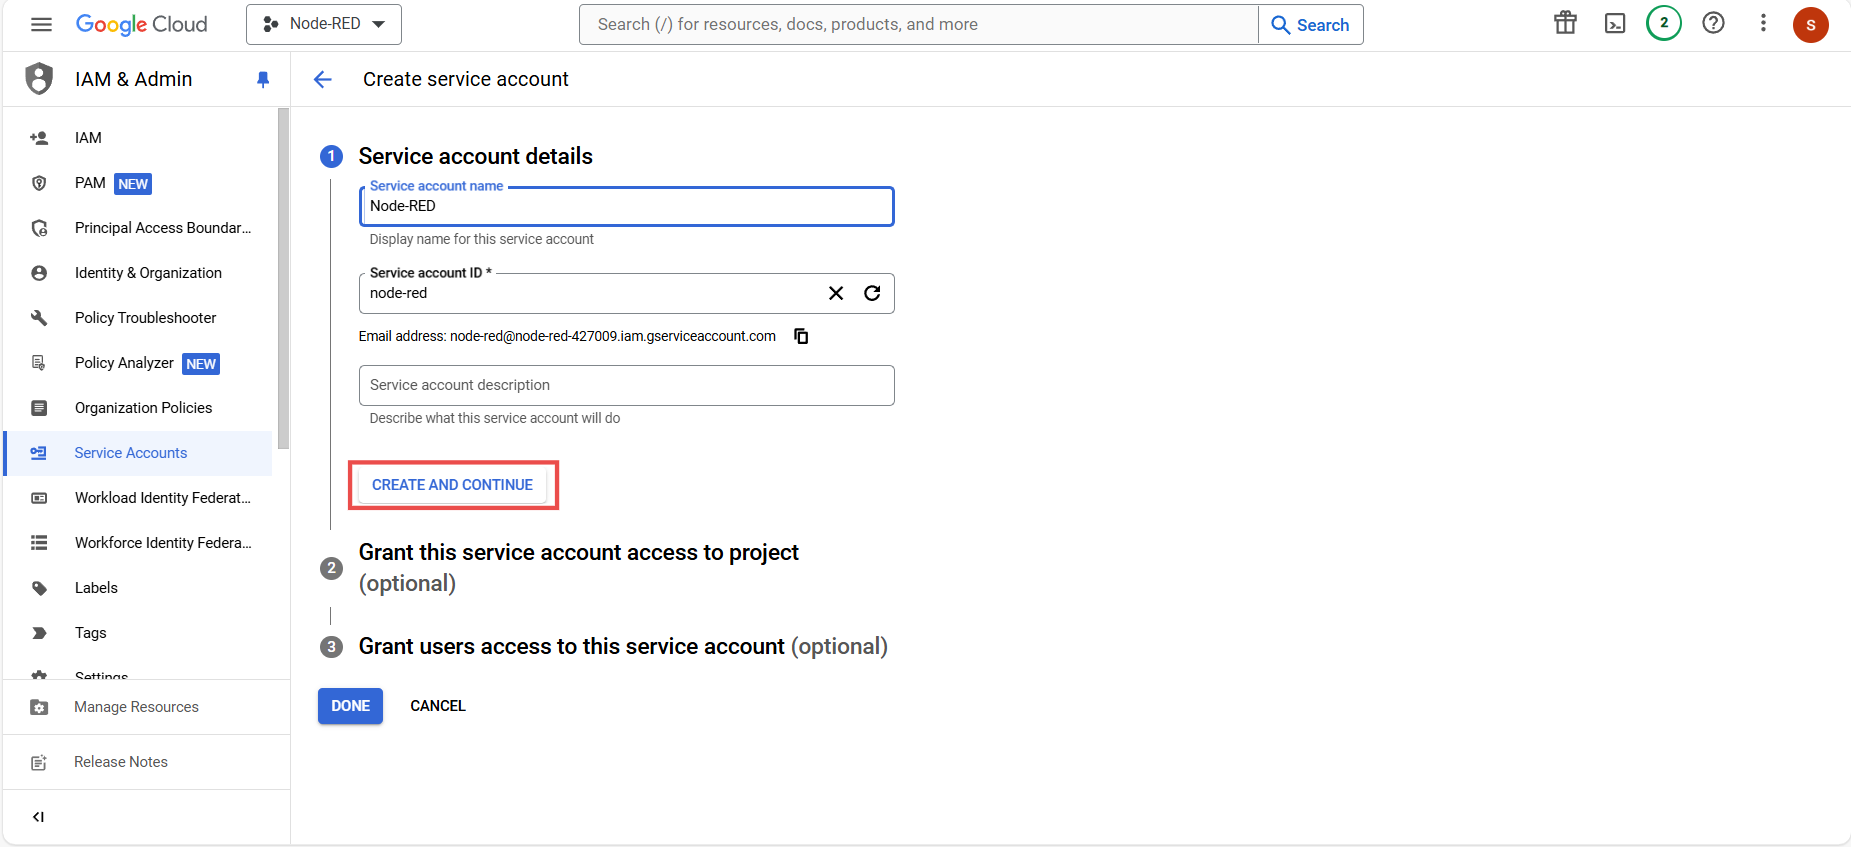 Google Cloud
Node-RED
Search (/) for resources, docs, products, and more
Search
2
S
IAM & Admin
Create service account
IAM
PAM NEW
Principal Access Boundar...
Identity & Organization
Policy Troubleshooter
Policy Analyzer NEW
Organization Policies
Service Accounts
Workload Identity Federat...
Workforce Identity Federa...
Labels
Tags
Settings
Manage Resources
Release Notes
1 Service account details
Service account name
Node-RED
Display name for this service account
Service account ID *
node-red
Email address: node-red@node-red-427009.iam.gserviceaccount.com
Service account description
Describe what this service account will do
CREATE AND CONTINUE
2 Grant this service account access to project
(optional)
3 Grant users access to this service account (optional)
DONE CANCEL